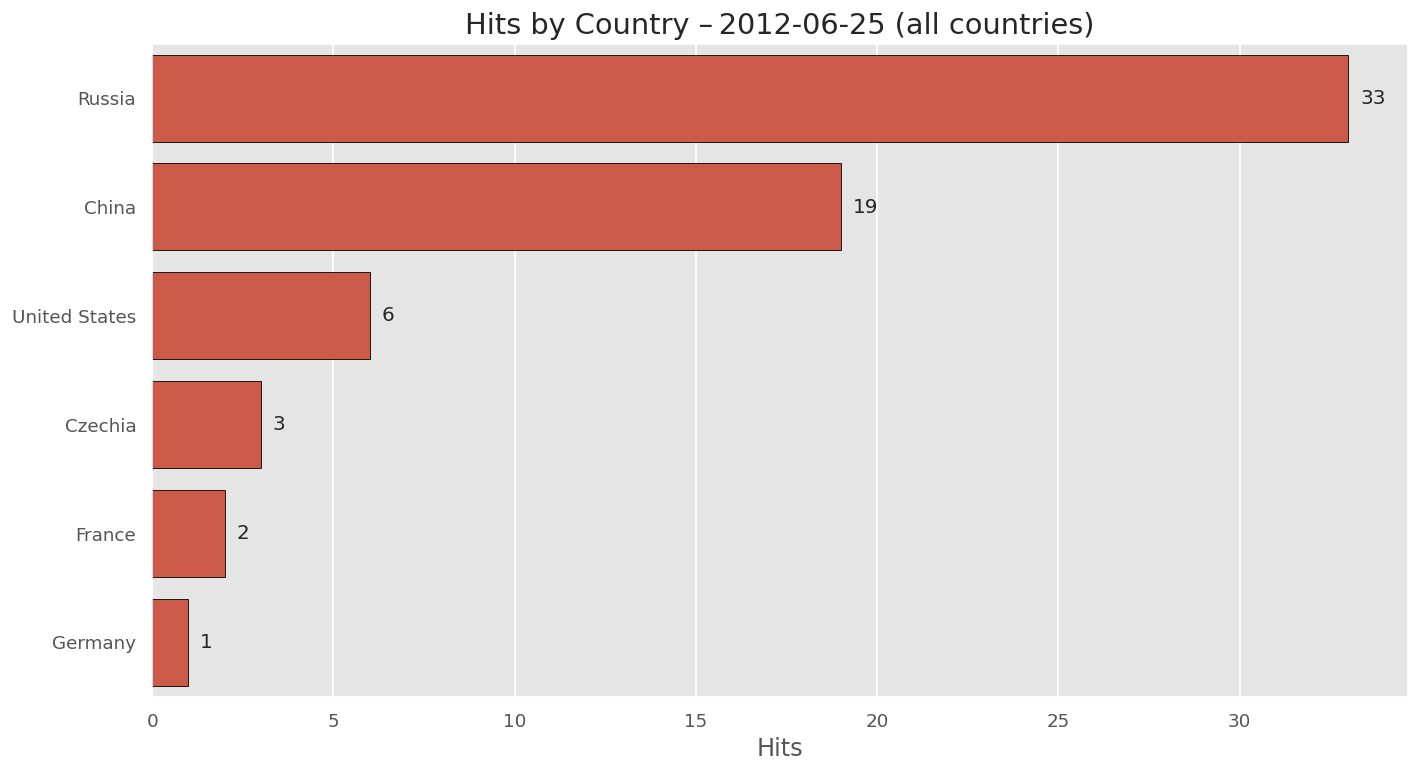 Hits by Country – 2012-06-25 (all countries)
Russia 33
China 19
United States 6
Czechia 3
France 2
Germany 1
0 5 10 15 20 25 30
Hits